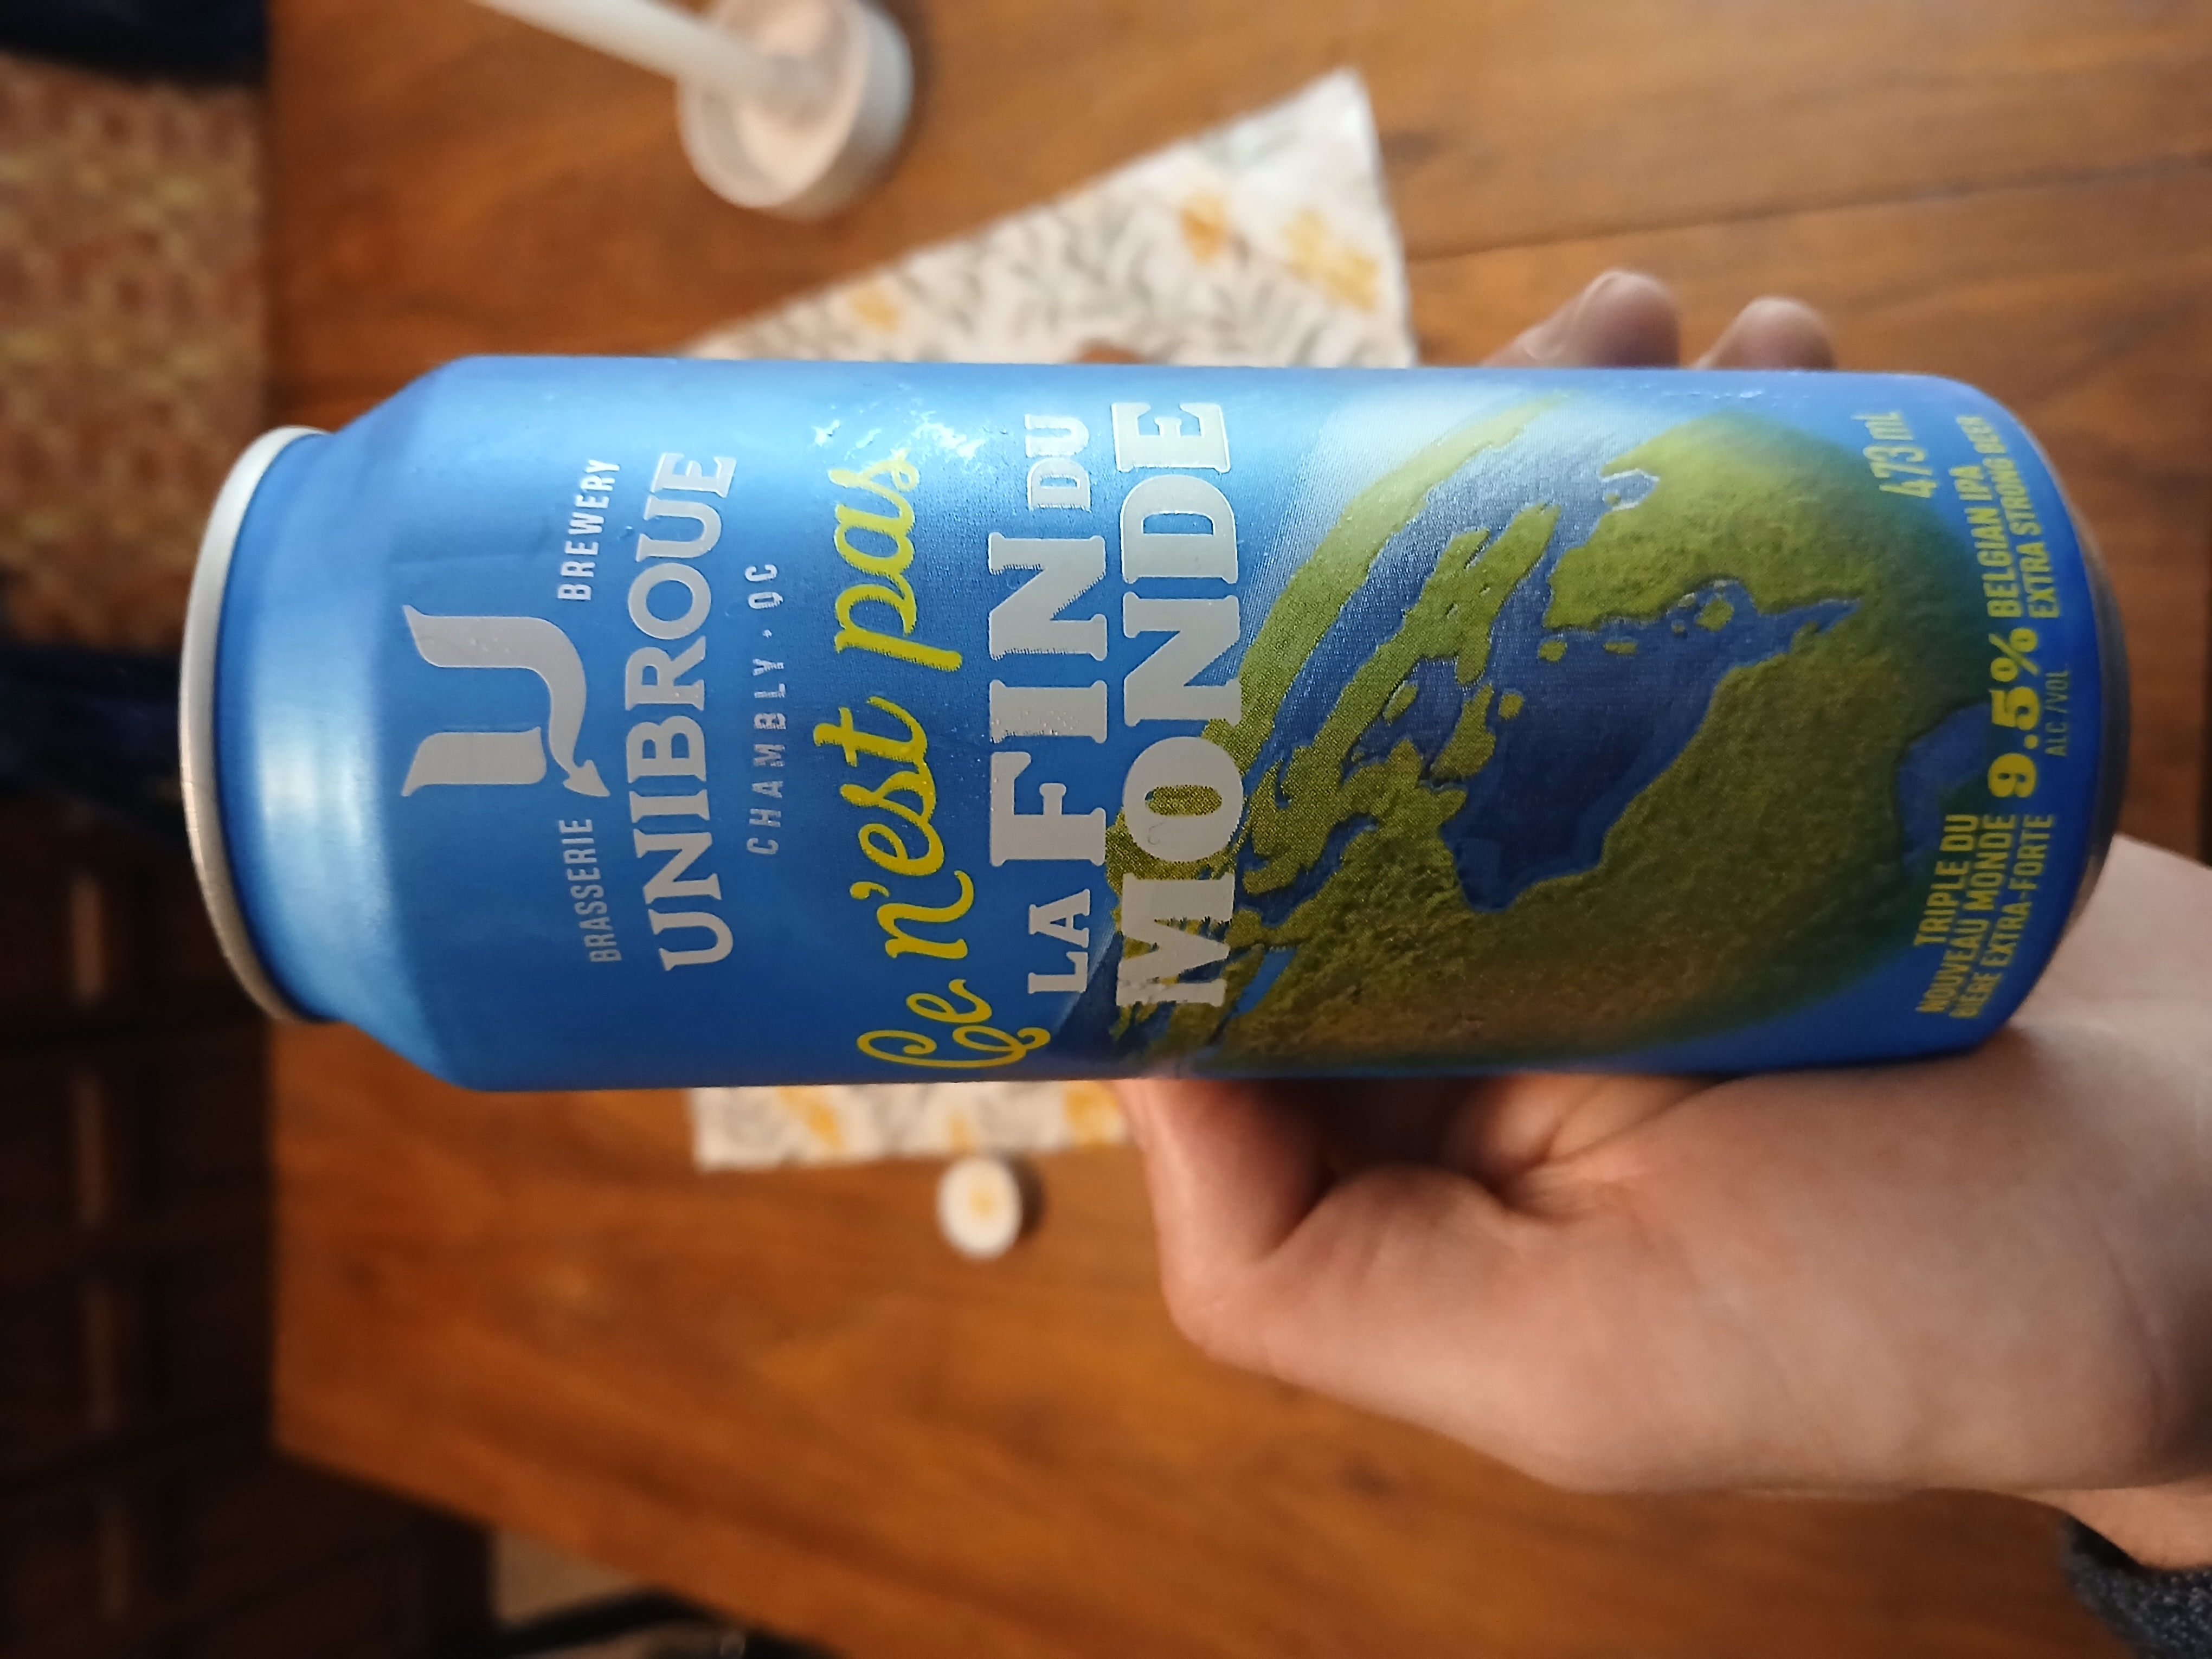 BRASSERIE BREWERY
UNIBROUE
CHAMBLY, QC
Ce n'est pas
LA FIN DU
MONDE
473 mL
TRIPLE DU
NOUVEAU MONDE
BIÈRE EXTRA-FORTE
9.5%
ALC./VOL
BELGIAN IPA
EXTRA STRONG BEER